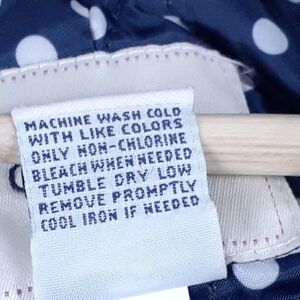 MACHINE WASH COLD
WITH LIKE COLORS
ONLY NON-CHLORINE
BLEACH WHEN NEEDED
TUMBLE DRY LOW
REMOVE PROMPTLY
COOL IRON IF NEEDED